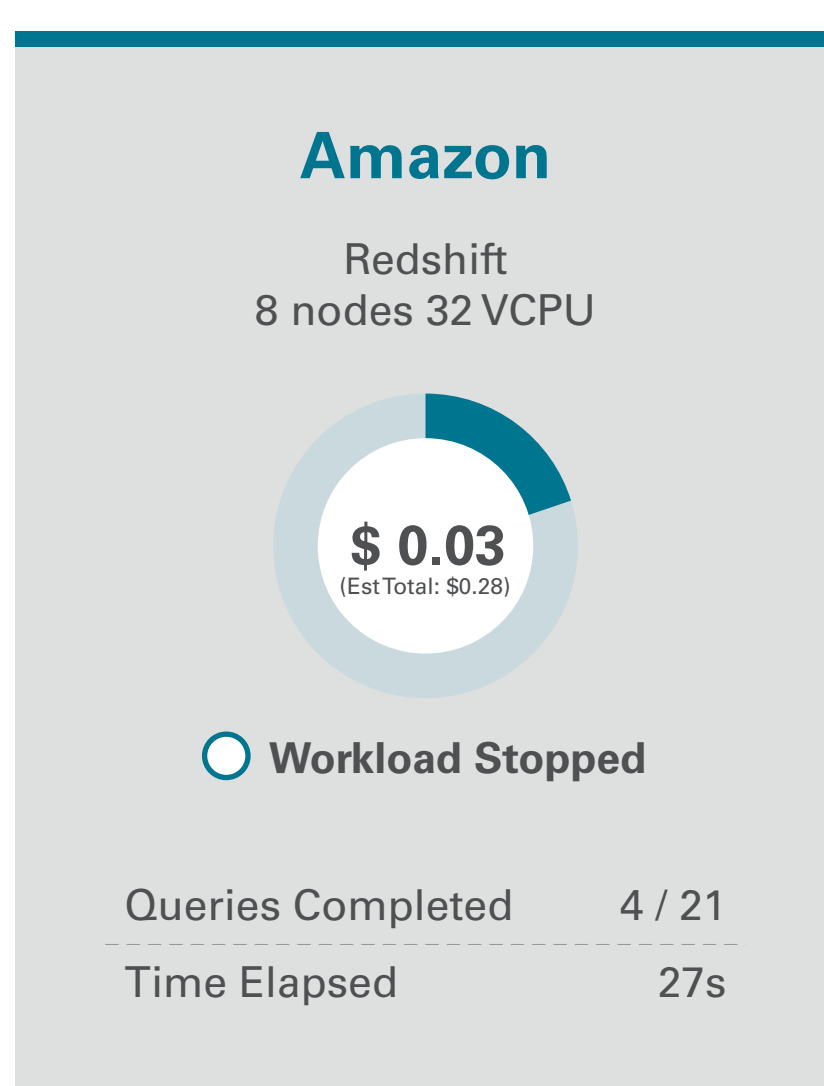 Amazon
Redshift
8 nodes 32 VCPU
$ 0.03
(Est Total: $0.28)
Workload Stopped
Queries Completed 4 / 21
Time Elapsed 27s